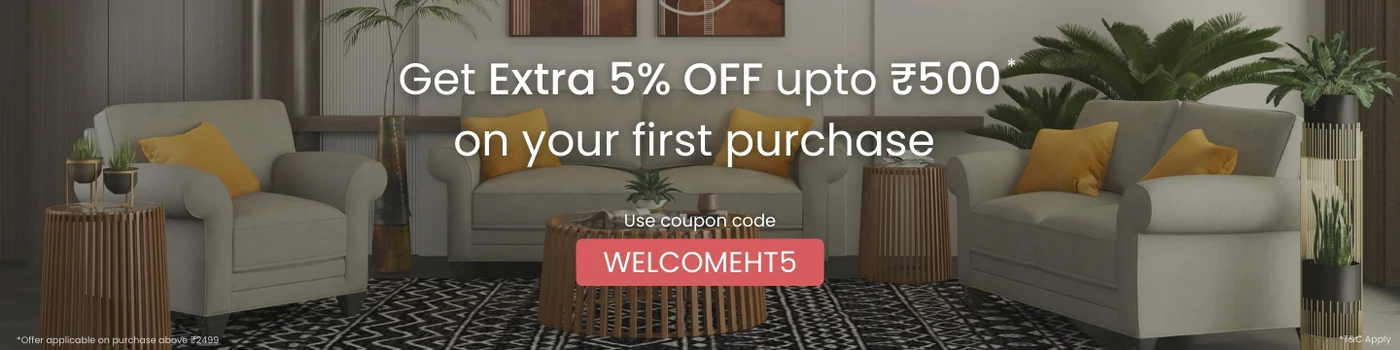 Get Extra 5% OFF upto ₹500*
on your first purchase
Use coupon code
WELCOMEHT5
*Offer applicable on purchase above ₹2499
*T&C Apply